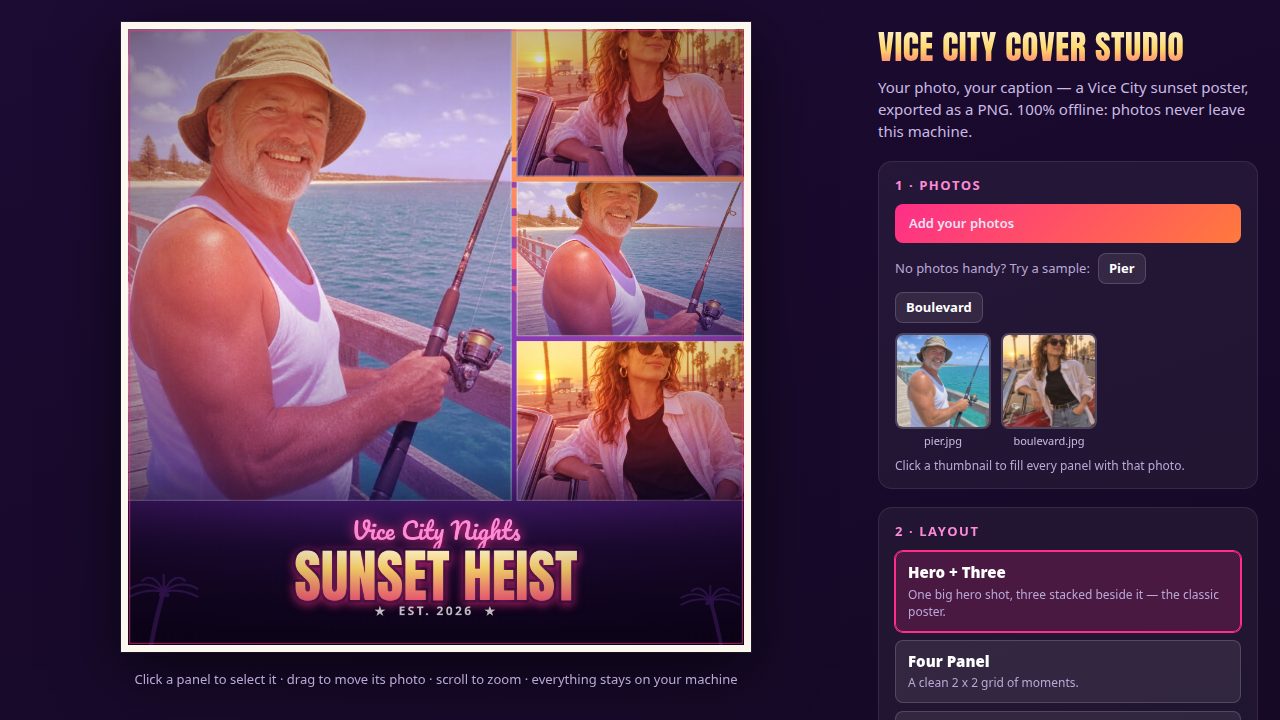 Vice City Nights
SUNSET HEIST
★ EST. 2026 ★
Click a panel to select it · drag to move its photo · scroll to zoom · everything stays on your machine
VICE CITY COVER STUDIO
Your photo, your caption — a Vice City sunset poster,
exported as a PNG. 100% offline: photos never leave
this machine.
1 · PHOTOS
Add your photos
No photos handy? Try a sample: Pier
Boulevard
pier.jpg boulevard.jpg
Click a thumbnail to fill every panel with that photo.
2 · LAYOUT
Hero + Three
One big hero shot, three stacked beside it — the classic
poster.
Four Panel
A clean 2 x 2 grid of moments.